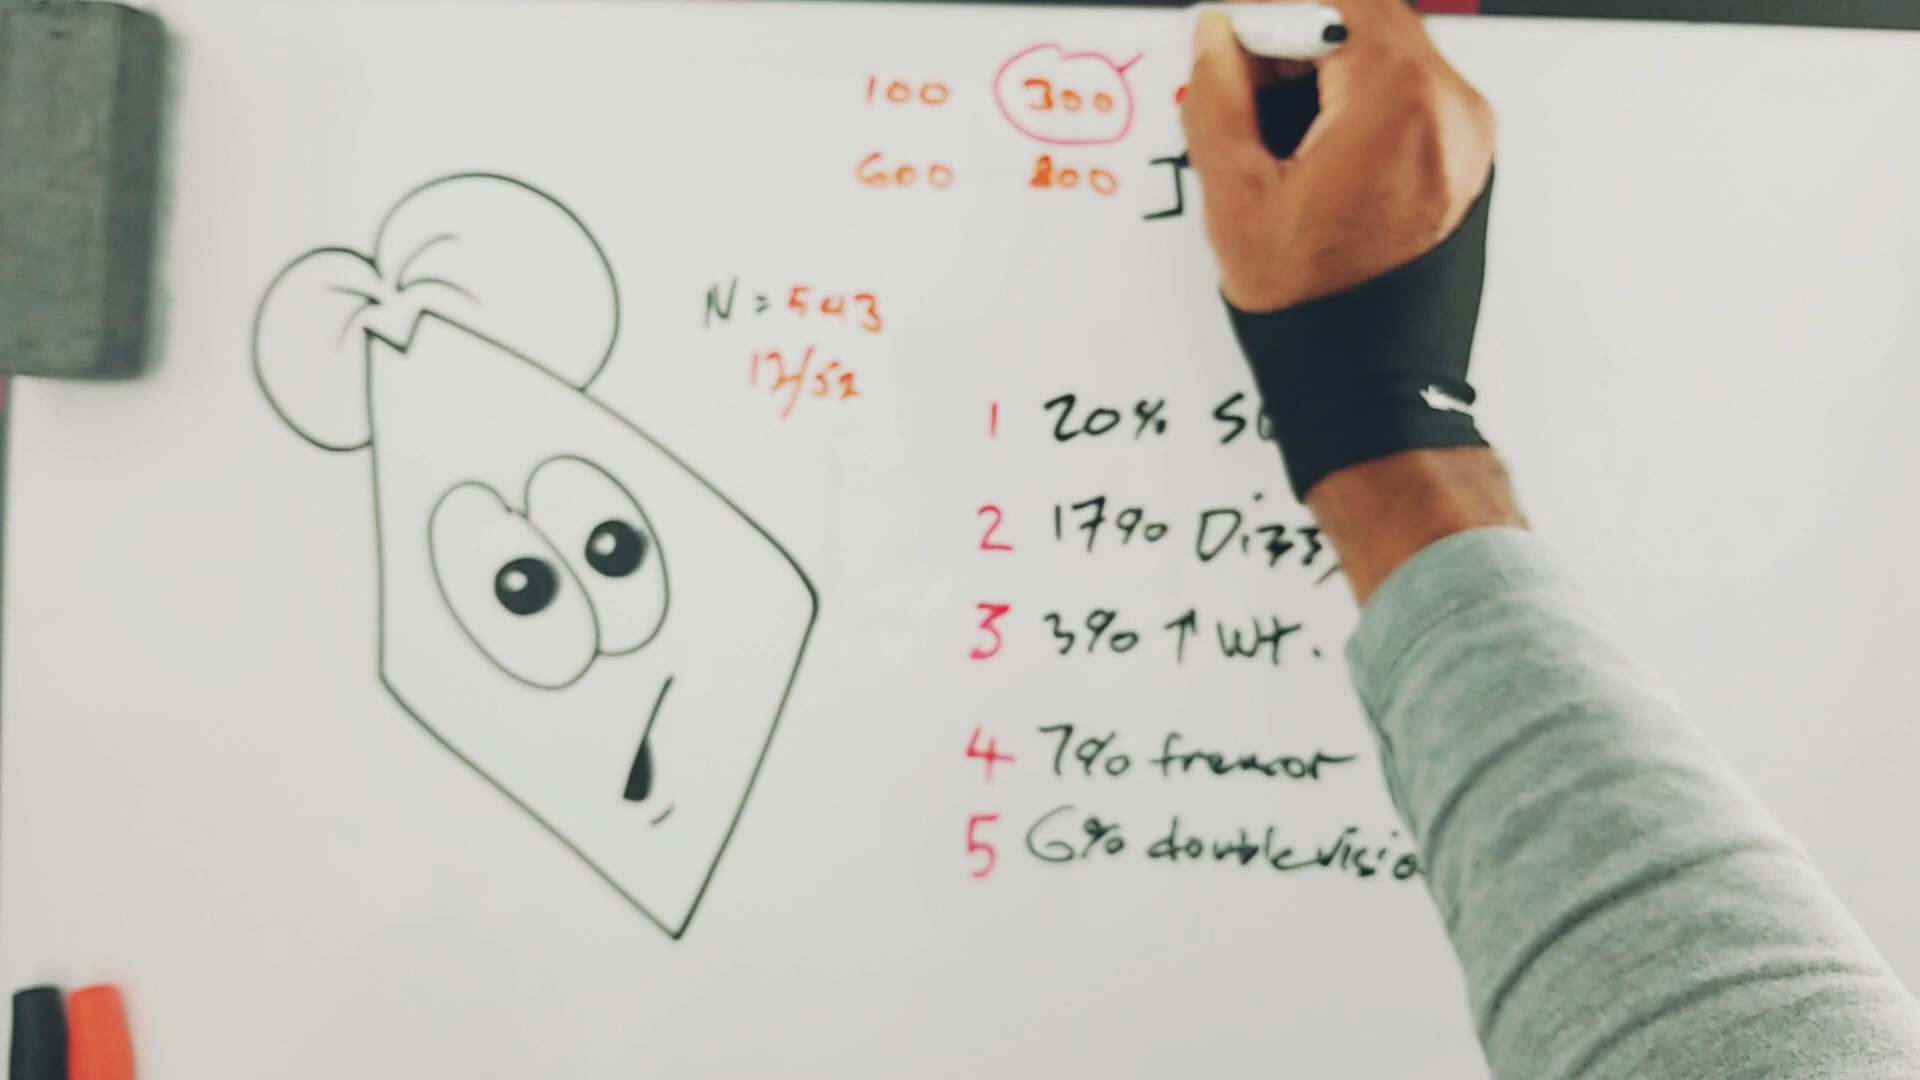 100 300
600 800
N = 543
12/52
1 20%
2 17% Dizzy
3 3% ↑ wt.
4 7% tremor
5 6% double visio